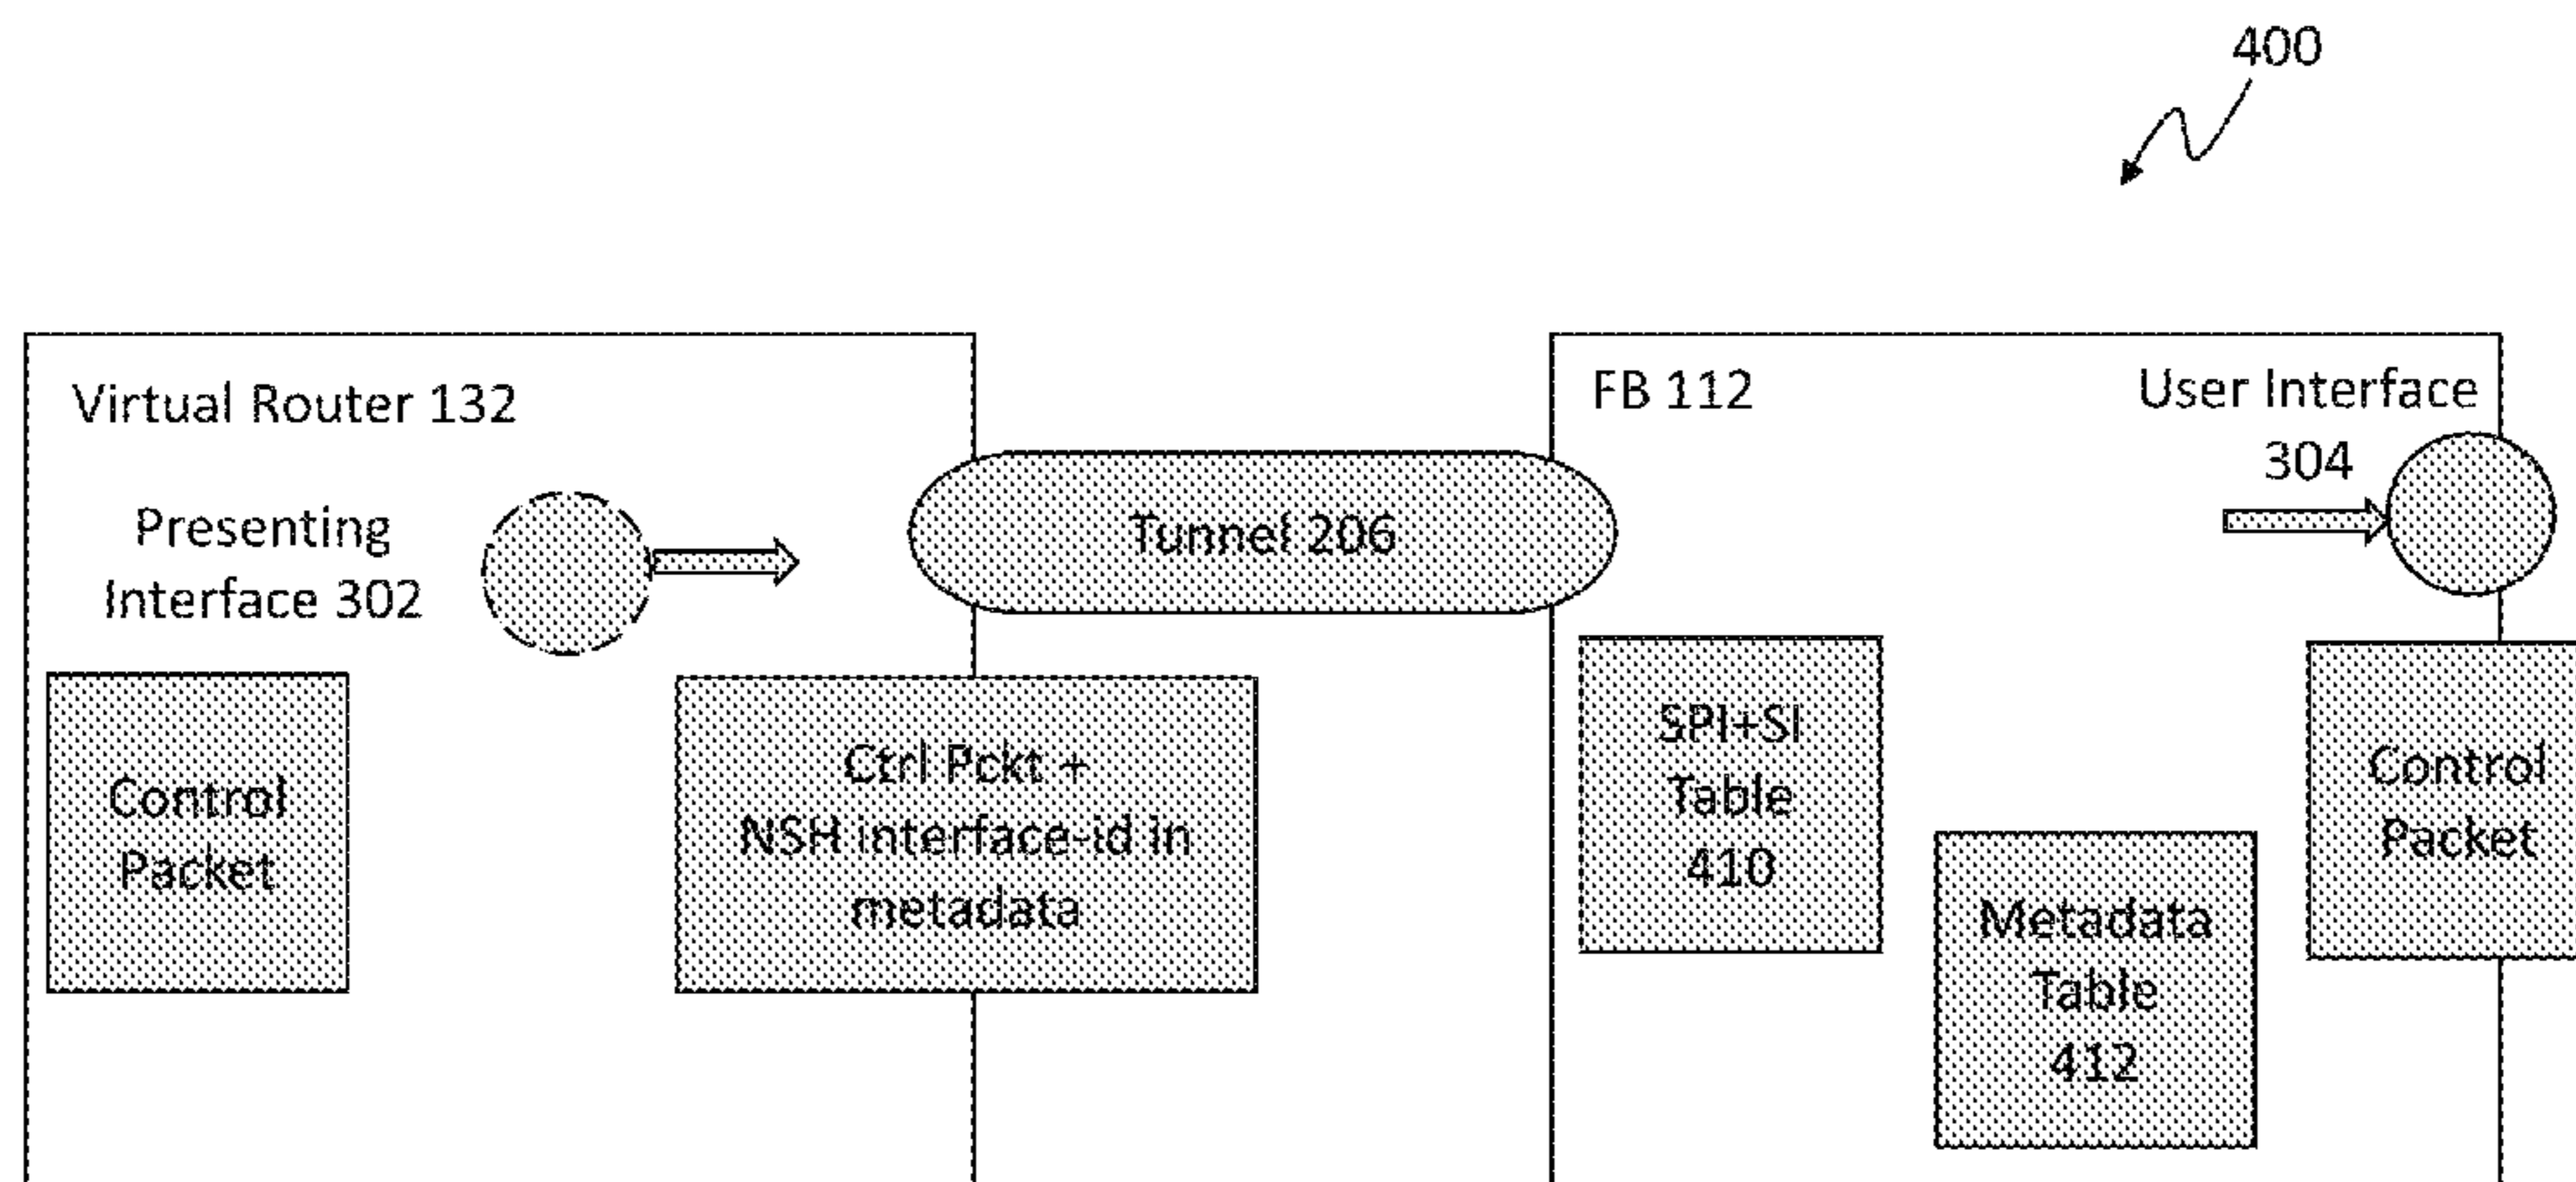 400
Virtual Router 132
FB 112
User Interface
304
Presenting
Interface 302
Tunnel 206
Control
Packet
Ctrl Pckt +
NSH interface-id in
metadata
SPI+SI
Table
410
Metadata
Table
412
Control
Packet